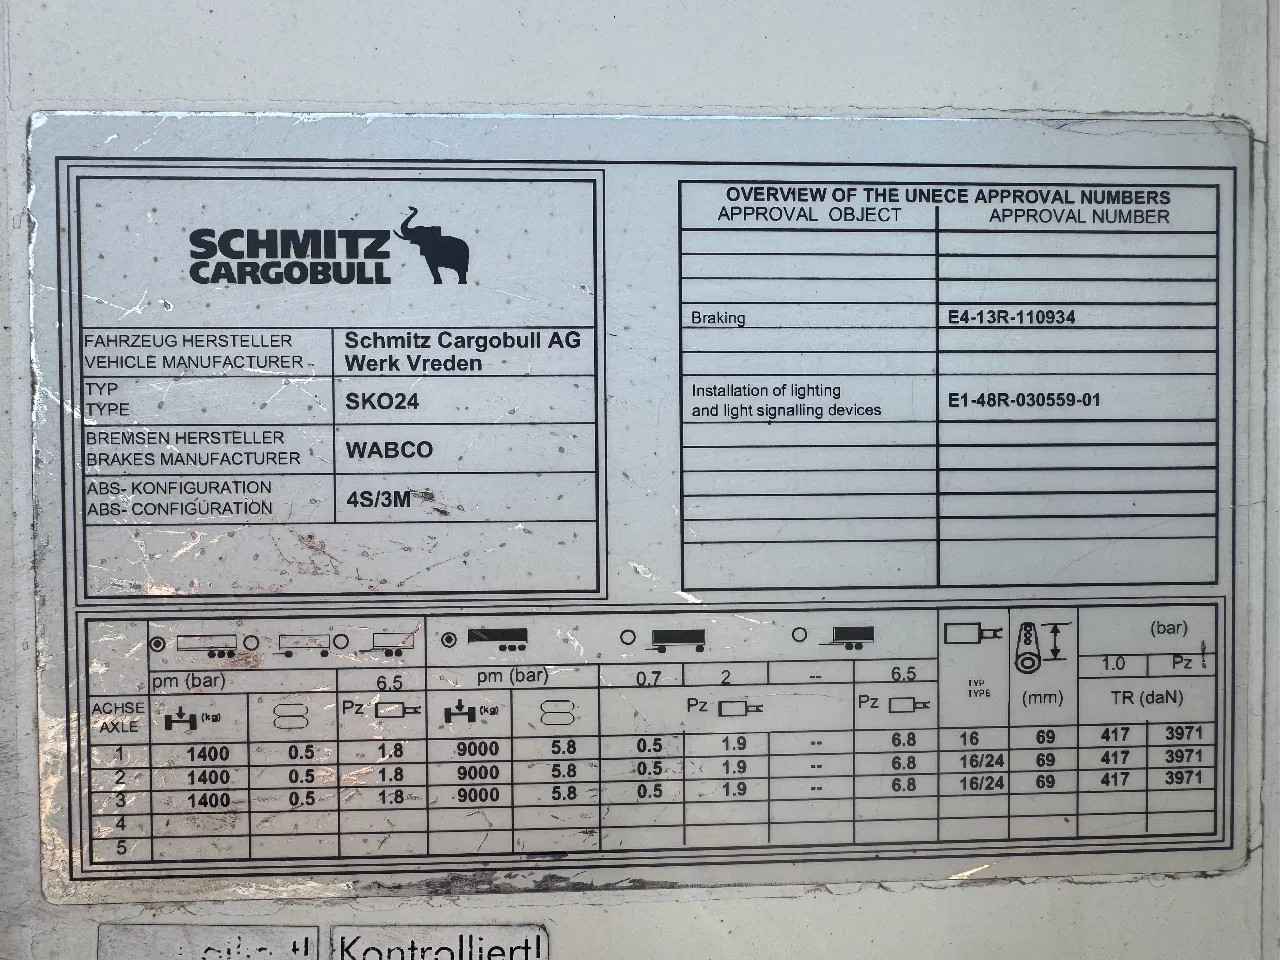 SCHMITZ
CARGOBULL
FAHRZEUG HERSTELLER
VEHICLE MANUFACTURER
Schmitz Cargobull AG
Werk Vreden
TYP
TYPE
SKO24
BREMSEN HERSTELLER
BRAKES MANUFACTURER
WABCO
ABS- KONFIGURATION
ABS- CONFIGURATION
4S/3M
OVERVIEW OF THE UNECE APPROVAL NUMBERS
APPROVAL OBJECT APPROVAL NUMBER
Braking E4-13R-110934
Installation of lighting
and light signalling devices
E1-48R-030559-01
(bar)
pm (bar) 6.5 pm (bar) 0.7 2 -- 6.5 1.0 Pz
TYP
TYPE
ACHSE
AXLE
(kg) Pz (kg) Pz Pz (mm) TR (daN)
1 1400 0.5 1.8 9000 5.8 0.5 1.9 -- 6.8 16 69 417 3971
2 1400 0.5 1.8 9000 5.8 0.5 1.9 -- 6.8 16/24 69 417 3971
3 1400 0.5 1.8 9000 5.8 0.5 1.9 -- 6.8 16/24 69 417 3971
4
5
Kontrolliert!